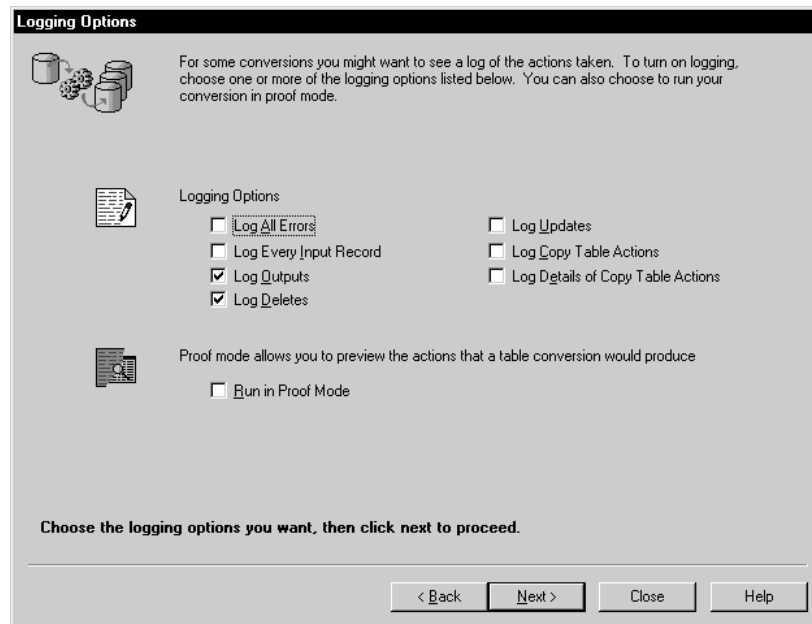 Logging Options
For some conversions you might want to see a log of the actions taken. To turn on logging,
choose one or more of the logging options listed below. You can also choose to run your
conversion in proof mode.
Logging Options
Log All Errors
Log Every Input Record
Log Outputs
Log Deletes
Log Updates
Log Copy Table Actions
Log Details of Copy Table Actions
Proof mode allows you to preview the actions that a table conversion would produce
Run in Proof Mode
Choose the logging options you want, then click next to proceed.
< Back
Next >
Close
Help